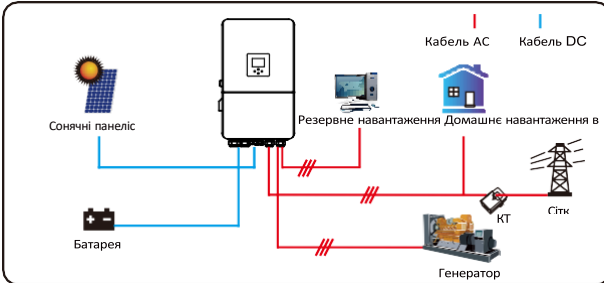 Кабель AC
Кабель DC
Сонячні панеліс
Резервне навантаження
Домашнє навантаження в
Батарея
КТ
Сітк
Генератор